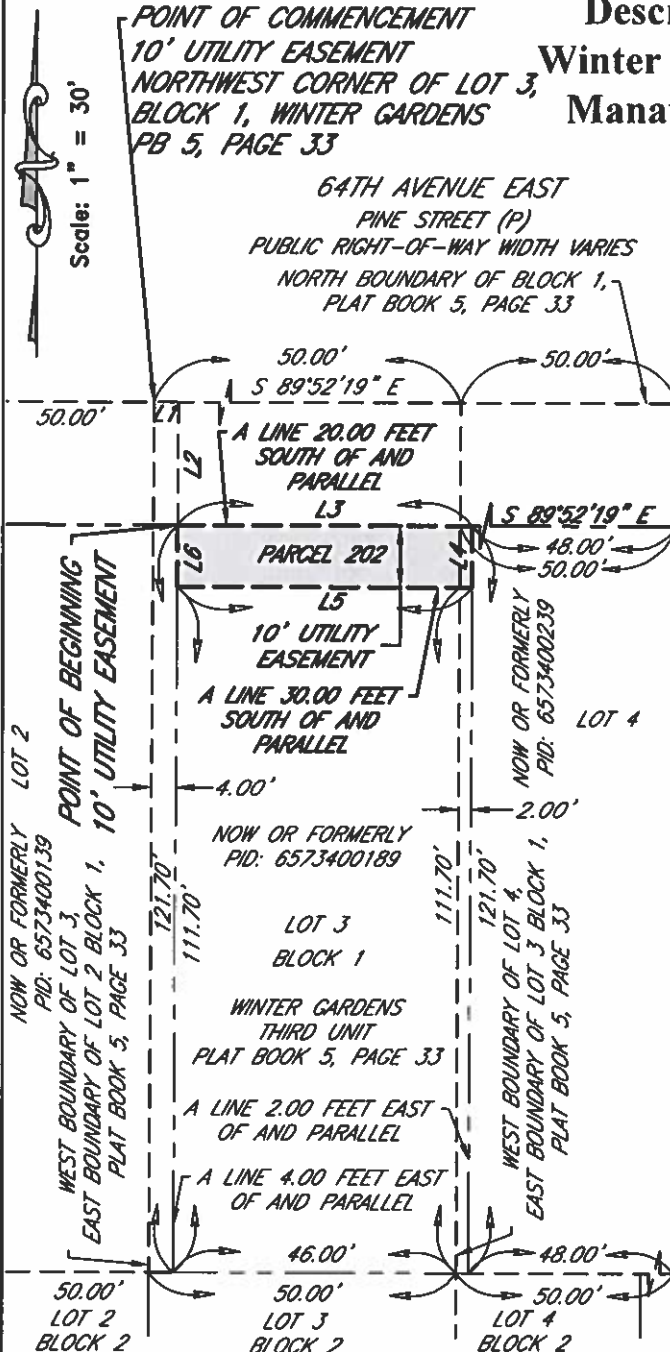 POINT OF COMMENCEMENT
10' UTILITY EASEMENT
NORTHWEST CORNER OF LOT 3,
BLOCK 1, WINTER GARDENS
PB 5, PAGE 33
Winter
Scale: 1" = 30'
64TH AVENUE EAST
PINE STREET (P)
PUBLIC RIGHT-OF-WAY WIDTH VARIES
NORTH BOUNDARY OF BLOCK 1,
PLAT BOOK 5, PAGE 33
50.00'
50.00'
S 89°52'19" E
50.00'
L1
L2
A LINE 20.00 FEET
SOUTH OF AND
PARALLEL
L3
S 89°52'19" E
48.00'
50.00'
L6
PARCEL 202
L4
L5
10' UTILITY
EASEMENT
A LINE 30.00 FEET
SOUTH OF AND
PARALLEL
POINT OF BEGINNING
10' UTILITY EASEMENT
LOT 2
NOW OR FORMERLY
PID: 6573400139
NOW OR FORMERLY
PID: 6573400239
LOT 4
4.00'
2.00'
NOW OR FORMERLY
PID: 6573400189
121.70'
111.70'
111.70'
121.70'
LOT 3
BLOCK 1
WINTER GARDENS
THIRD UNIT
PLAT BOOK 5, PAGE 33
WEST BOUNDARY OF LOT 3,
EAST BOUNDARY OF LOT 2 BLOCK 1,
PLAT BOOK 5, PAGE 33
WEST BOUNDARY OF LOT 4,
EAST BOUNDARY OF LOT 3 BLOCK 1,
PLAT BOOK 5, PAGE 33
A LINE 2.00 FEET EAST
OF AND PARALLEL
A LINE 4.00 FEET EAST
OF AND PARALLEL
46.00'
48.00'
50.00'
50.00'
50.00'
LOT 2
LOT 3
LOT 4
BLOCK 2
BLOCK 2
BLOCK 2